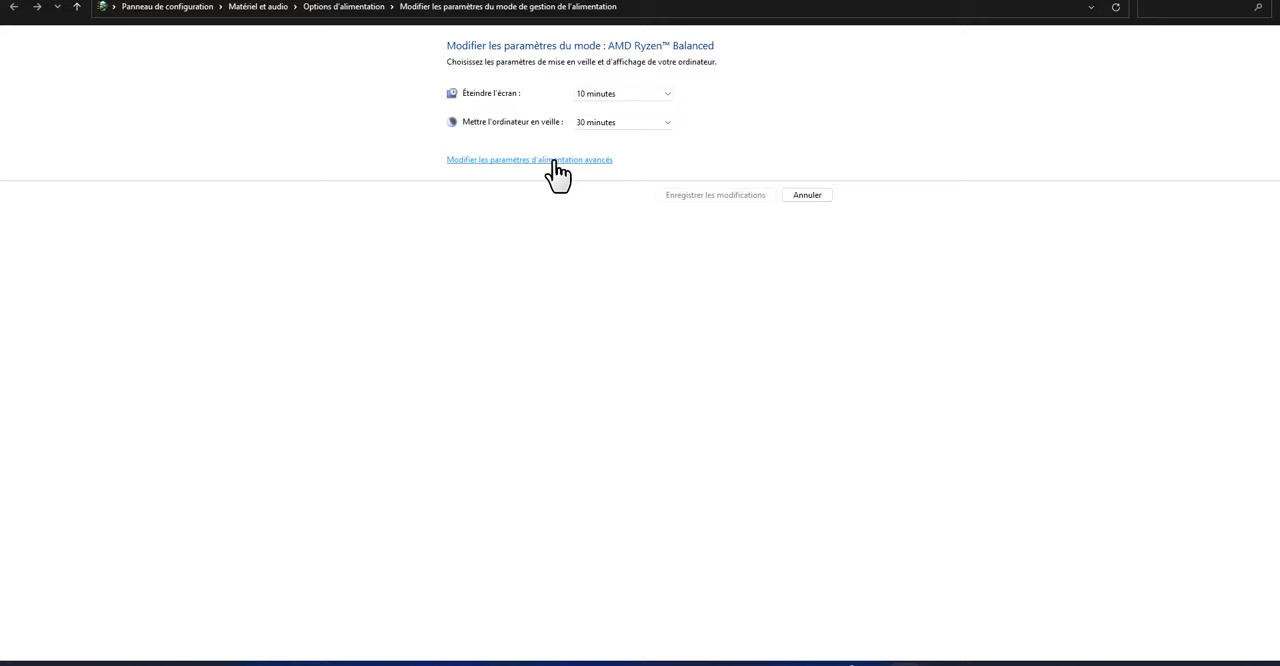 Panneau de configuration > Matériel et audio > Options d'alimentation > Modifier les paramètres du mode de gestion de l'alimentation
Modifier les paramètres du mode : AMD Ryzen™ Balanced
Choisissez les paramètres de mise en veille et d'affichage de votre ordinateur.
Éteindre l'écran : 10 minutes
Mettre l'ordinateur en veille : 30 minutes
Modifier les paramètres d'alimentation avancés
Enregistrer les modifications Annuler